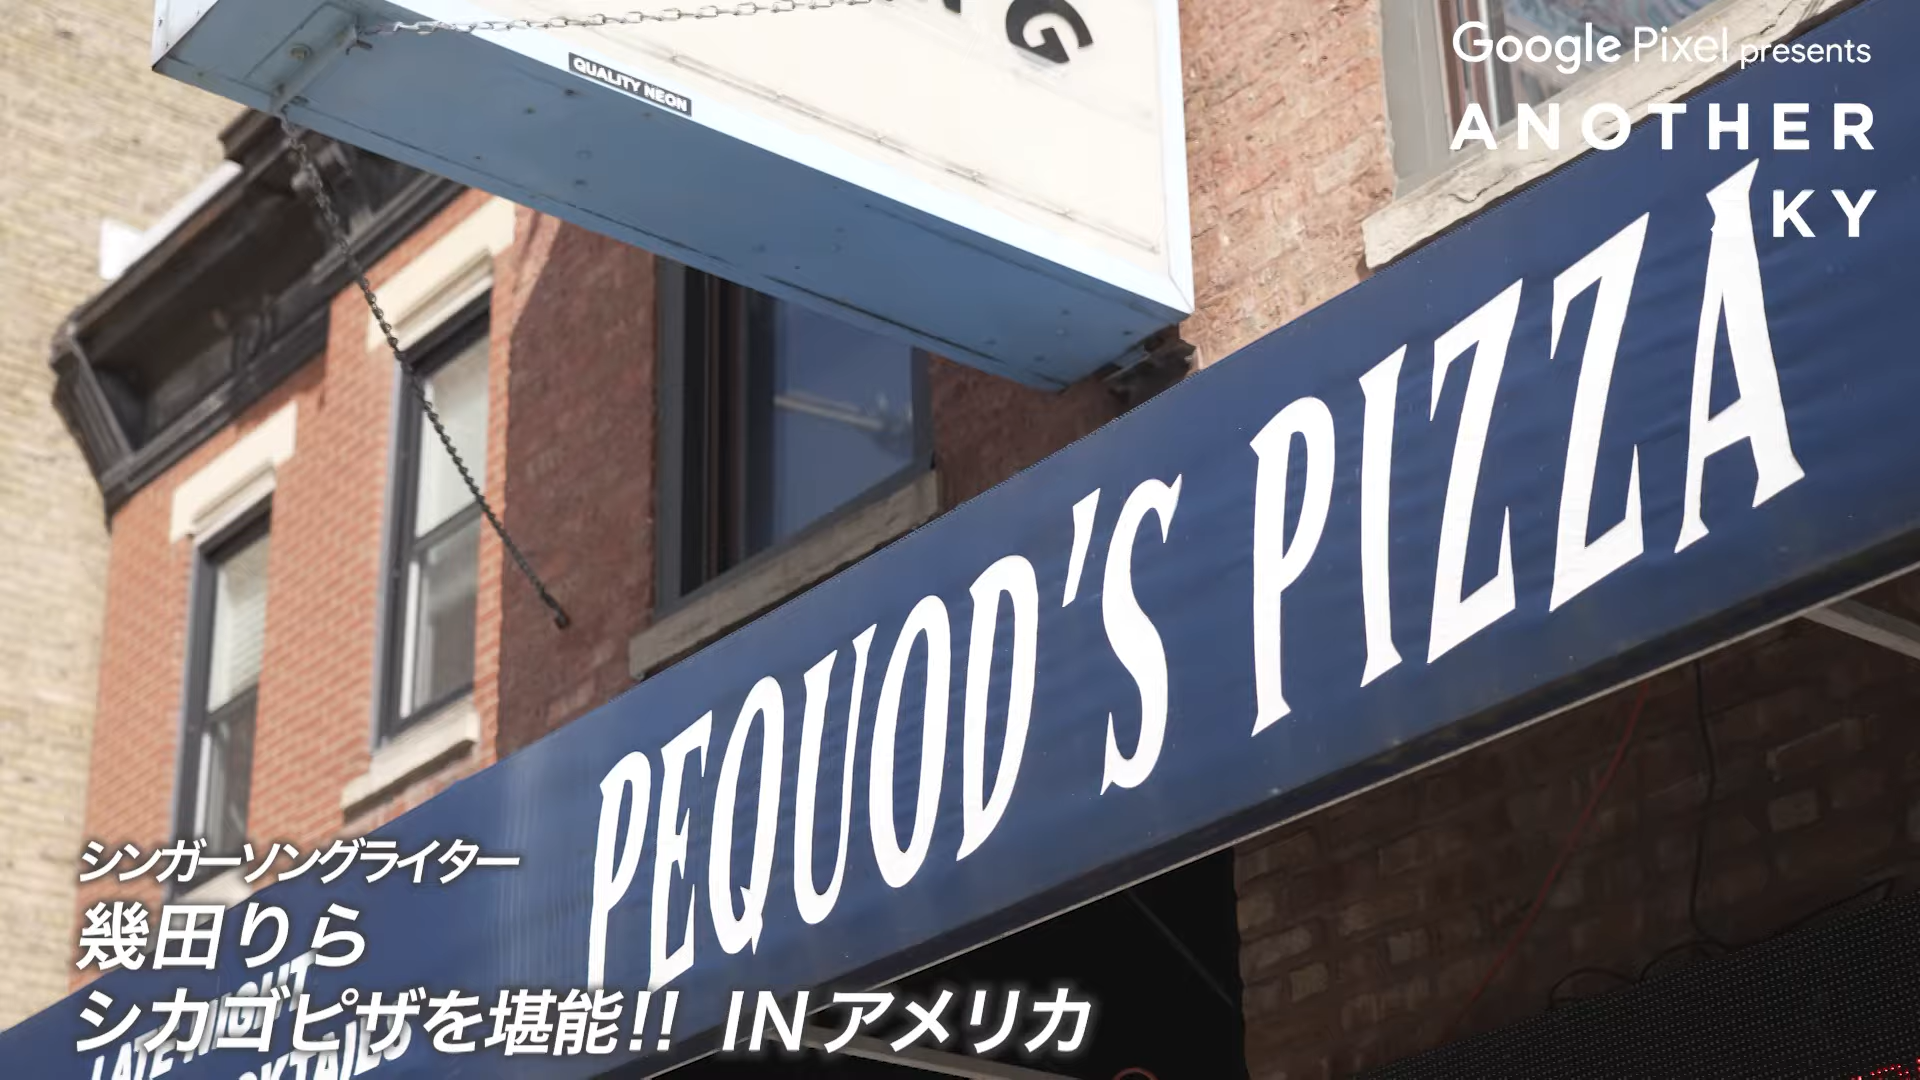 Google Pixel presents
ANOTHER
KY
QUALITY NEON
PEQUOD'S PIZZA
LATE NIGHT
シンガーソングライター
幾田りら
シカゴピザを堪能!! INアメリカ